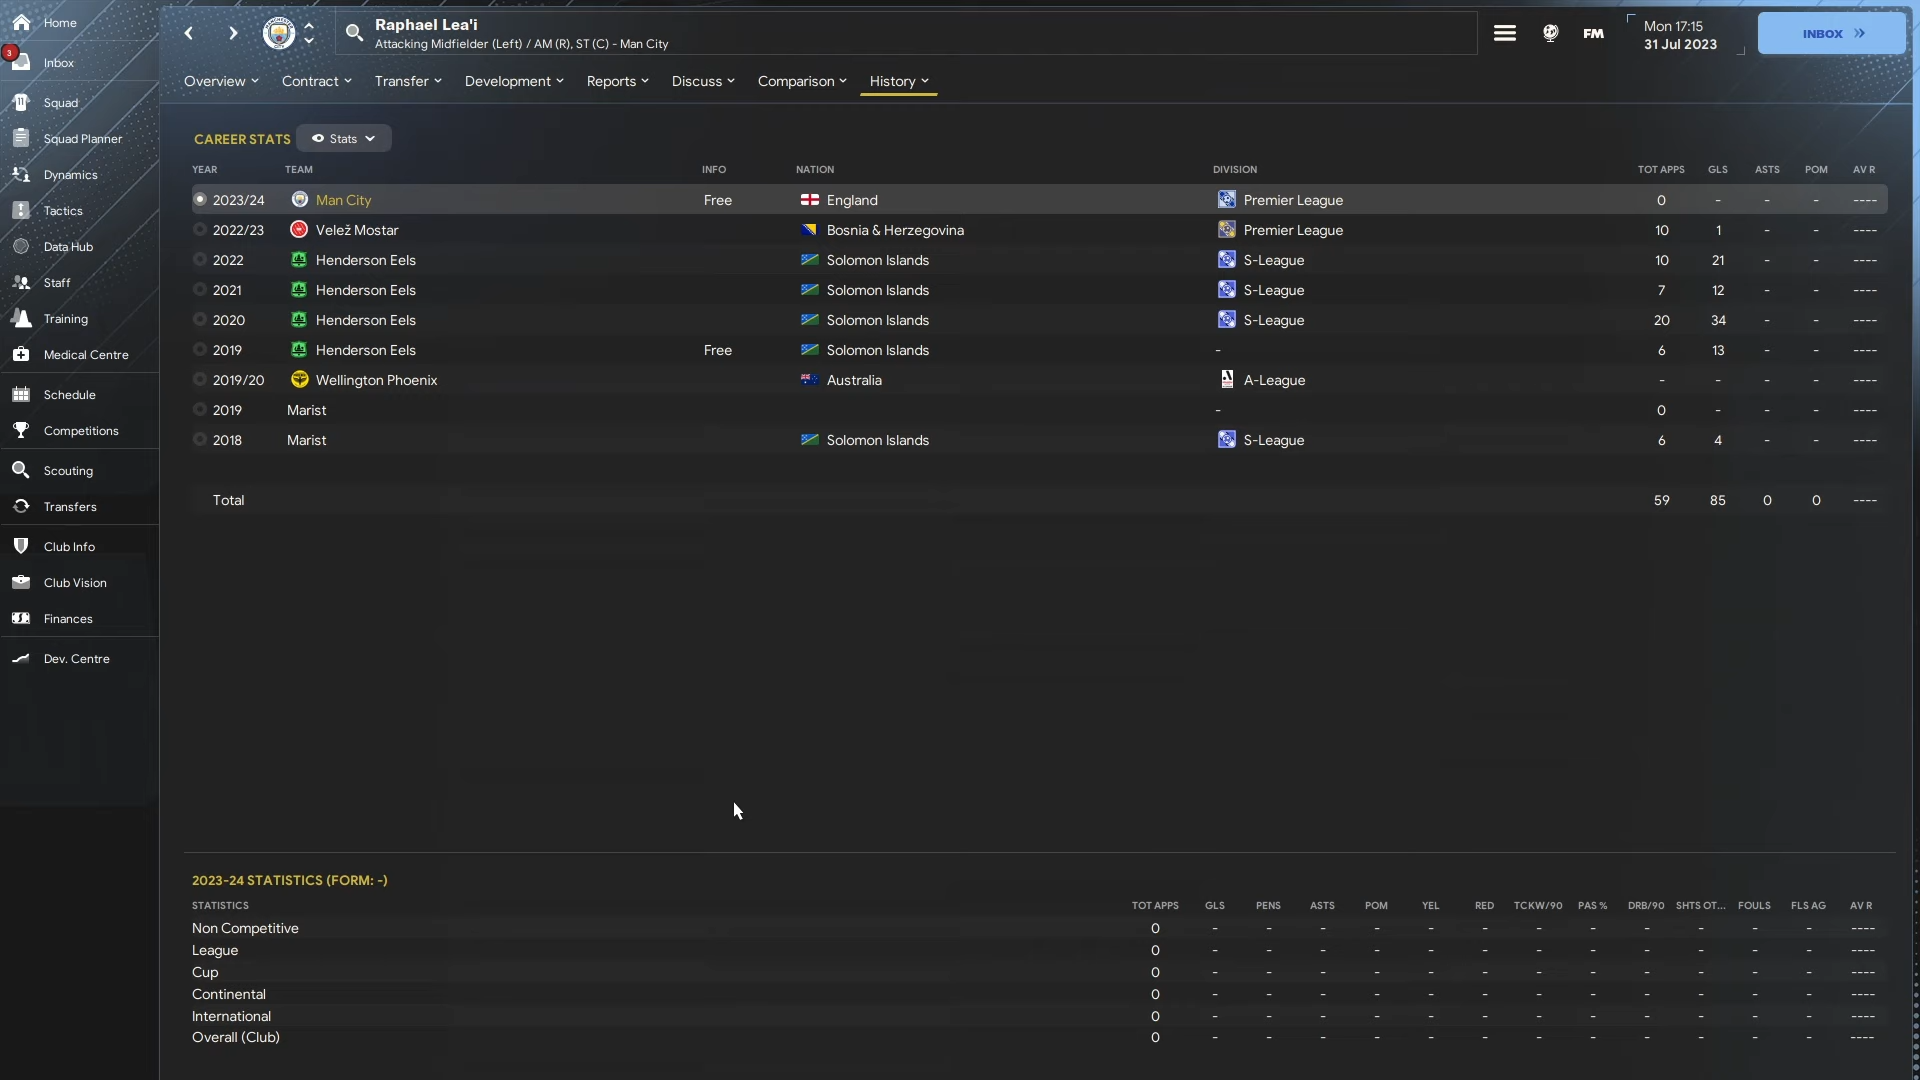 Home
3
Inbox
Squad
Squad Planner
Dynamics
Tactics
Data Hub
Staff
Training
Medical Centre
Schedule
Competitions
Scouting
Transfers
Club Info
Club Vision
Finances
Dev. Centre
Raphael Lea'i
Attacking Midfielder (Left) / AM (R), ST (C) - Man City
FM
Mon 17:15
31 Jul 2023
INBOX
Overview Contract Transfer Development Reports Discuss Comparison History
CAREER STATS Stats
YEAR TEAM INFO NATION DIVISION TOT APPS GLS ASTS POM AV R
2023/24 Man City Free England Premier League 0 - - - ----
2022/23 Velež Mostar Bosnia & Herzegovina Premier League 10 1 - - ----
2022 Henderson Eels Solomon Islands S-League 10 21 - - ----
2021 Henderson Eels Solomon Islands S-League 7 12 - - ----
2020 Henderson Eels Solomon Islands S-League 20 34 - - ----
2019 Henderson Eels Free Solomon Islands - 6 13 - - ----
2019/20 Wellington Phoenix Australia A-League - - - - ----
2019 Marist - 0 - - - ----
2018 Marist Solomon Islands S-League 6 4 - - ----
Total 59 85 0 0 ----
2023-24 STATISTICS (FORM: -)
STATISTICS TOT APPS GLS PENS ASTS POM YEL RED TCKW/90 PAS % DRB/90 SHTS OT... FOULS FLS AG AV R
Non Competitive 0 - - - - - - - - - - - - ----
League 0 - - - - - - - - - - - - ----
Cup 0 - - - - - - - - - - - - ----
Continental 0 - - - - - - - - - - - - ----
International 0 - - - - - - - - - - - - ----
Overall (Club) 0 - - - - - - - - - - - - ----